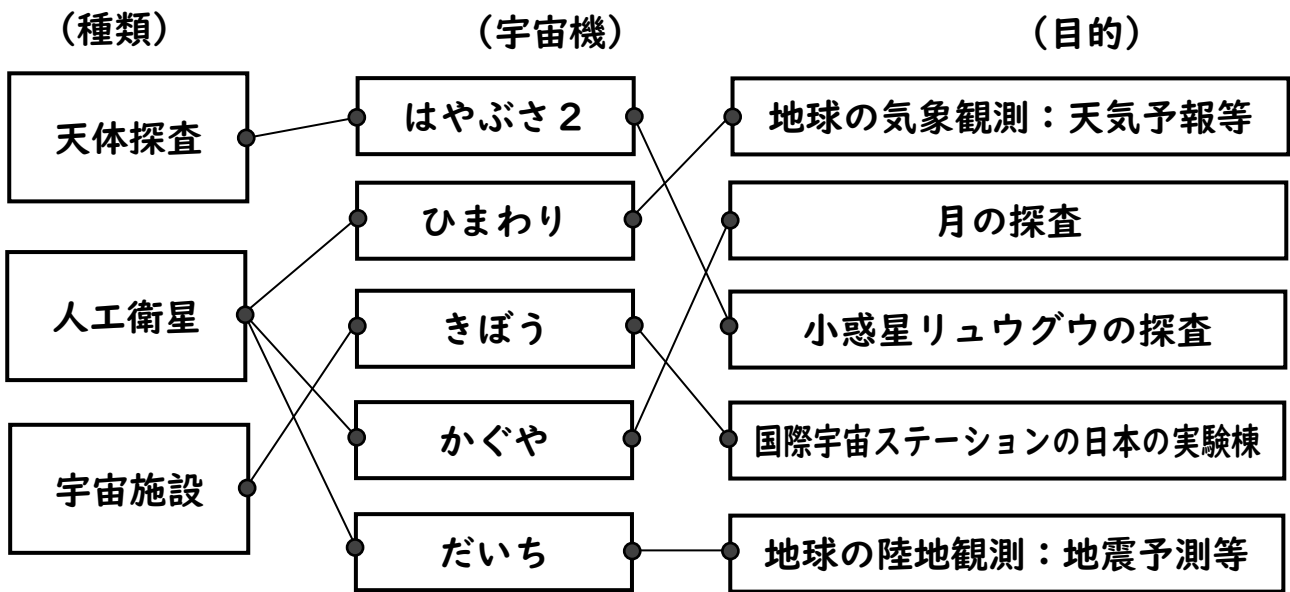 (種類)
(宇宙機)
(目的)
天体探査
はやぶさ２
地球の気象観測：天気予報等
ひまわり
月の探査
人工衛星
きぼう
小惑星リュウグウの探査
かぐや
国際宇宙ステーションの日本の実験棟
宇宙施設
だいち
地球の陸地観測：地震予測等